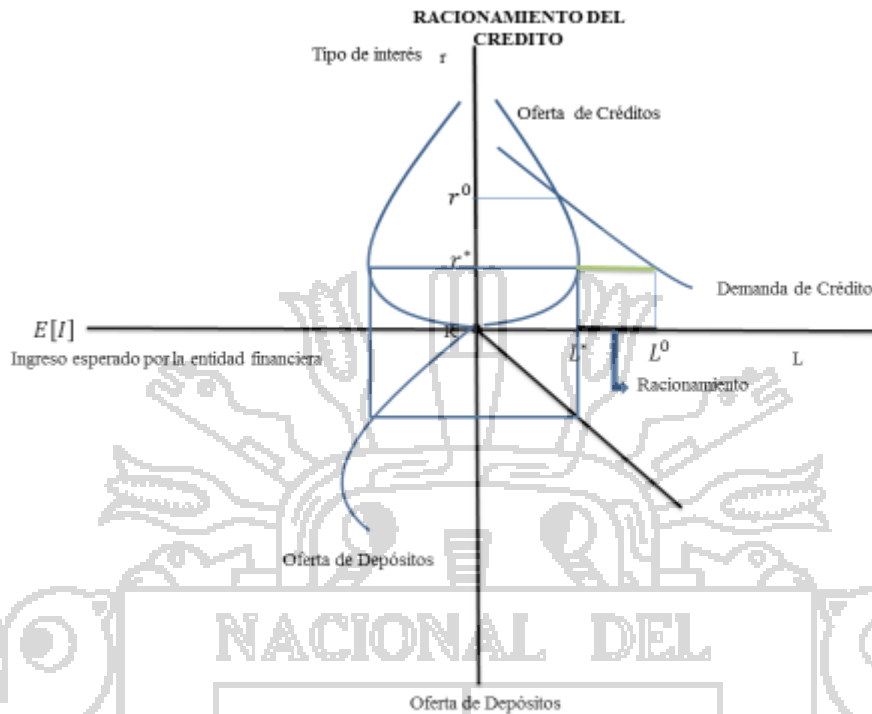 RACIONAMIENTO DEL
CREDITO
Tipo de interés r
Oferta de Créditos
r⁰
r*
Demanda de Crédito
E[I]
R
L* L⁰
Ingreso esperado por la entidad financiera
L
Racionamiento
Oferta de Depósitos
NACIONAL DEL
Oferta de Depósitos